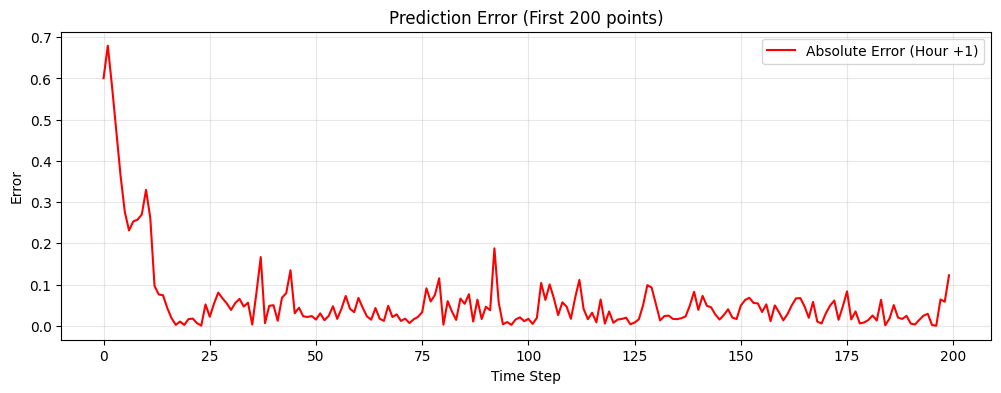 Prediction Error (First 200 points)
Absolute Error (Hour +1)
Error
0.7
0.6
0.5
0.4
0.3
0.2
0.1
0.0
0 25 50 75 100 125 150 175 200
Time Step